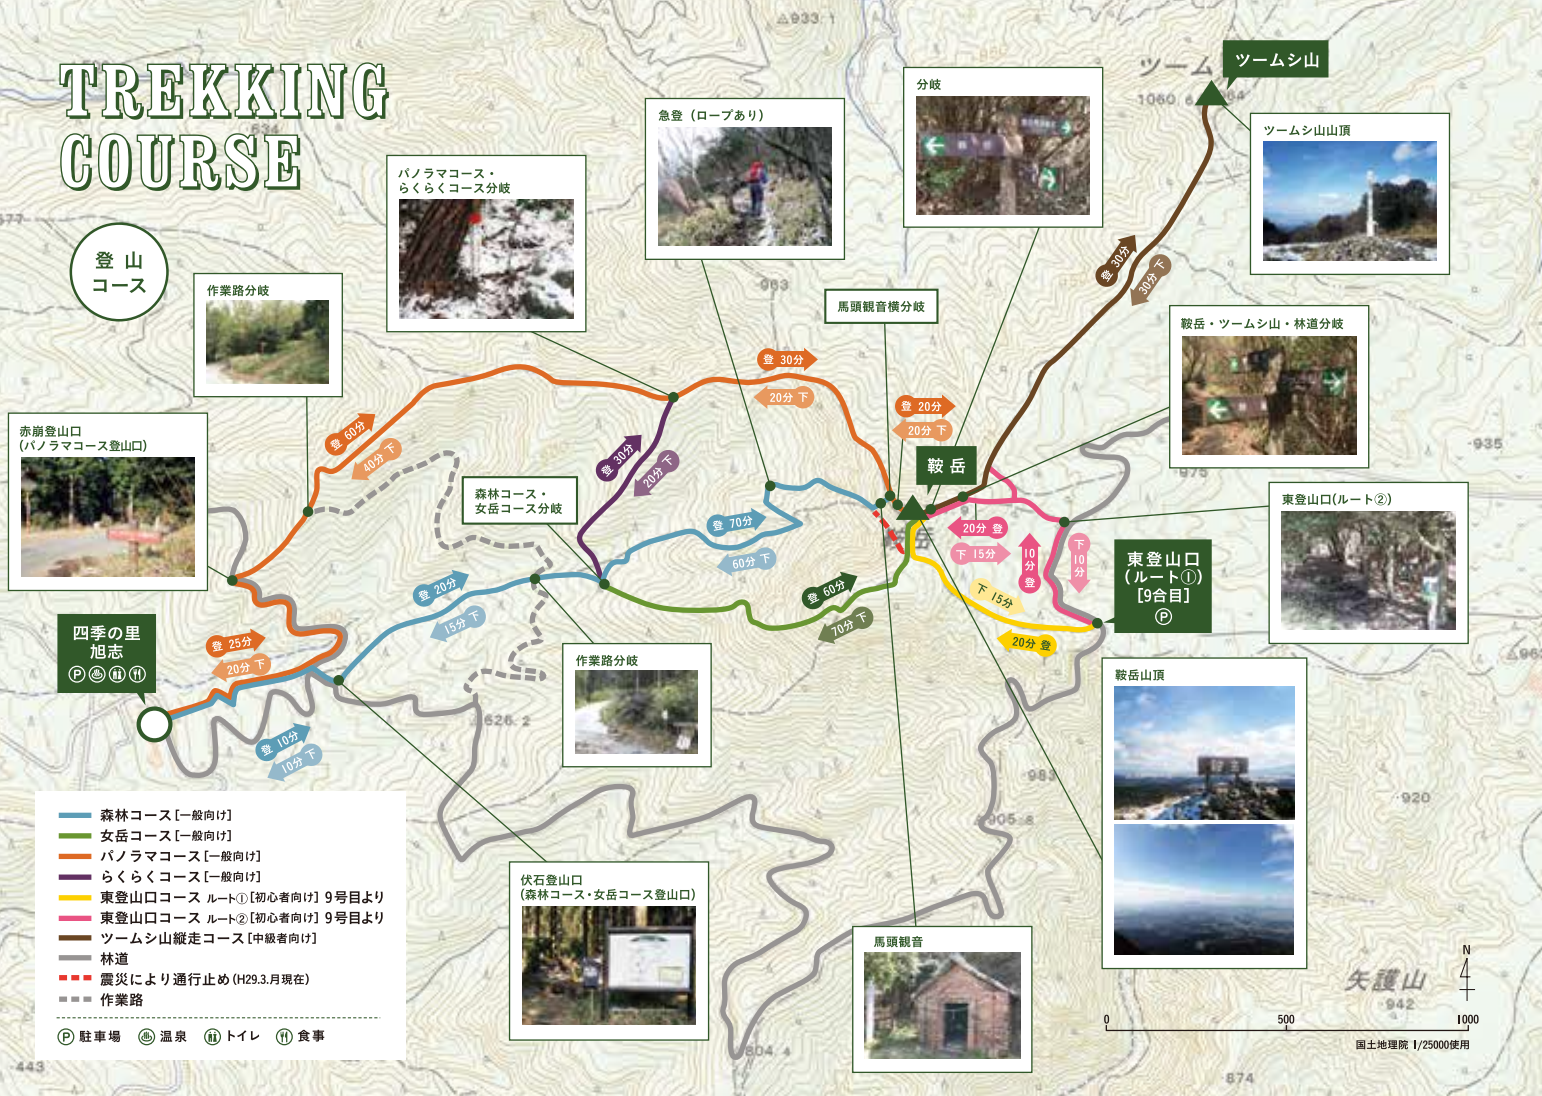 TREKKING
COURSE
登山
コース
パノラマコース・
らくらくコース分岐
急登（ロープあり）
分岐
ツームシ山
ツームシ山山頂
作業路分岐
馬頭観音横分岐
鞍岳・ツームシ山・林道分岐
赤崩登山口
(パノラマコース登山口)
森林コース・
女岳コース分岐
鞍岳
東登山口(ルート②)
東登山口
(ルート①)
[9合目]
P
四季の里
旭志
P
作業路分岐
鞍岳山頂
伏石登山口
(森林コース・女岳コース登山口)
馬頭観音
登 60分
40分 下
登 30分
20分 下
登 30分
20分 下
登 20分
20分 下
登 30分
30分 下
登 70分
60分 下
登 20分
15分 下
登 60分
70分 下
登 25分
20分 下
登 10分
10分 下
20分 登
下 15分
10分 登
下 10分
下 15分
20分 登
森林コース[一般向け]
女岳コース[一般向け]
パノラマコース[一般向け]
らくらくコース[一般向け]
東登山口コース ルート①[初心者向け] 9号目より
東登山口コース ルート②[初心者向け] 9号目より
ツームシ山縦走コース[中級者向け]
林道
震災により通行止め(H29.3.月現在)
作業路
P 駐車場 温泉 トイレ 食事
ツーム
933.1
534
963
935
975
626.2
983
905.8
920
矢護山
942
804.4
874
443
N
0 500 1000
国土地理院 1/25000使用